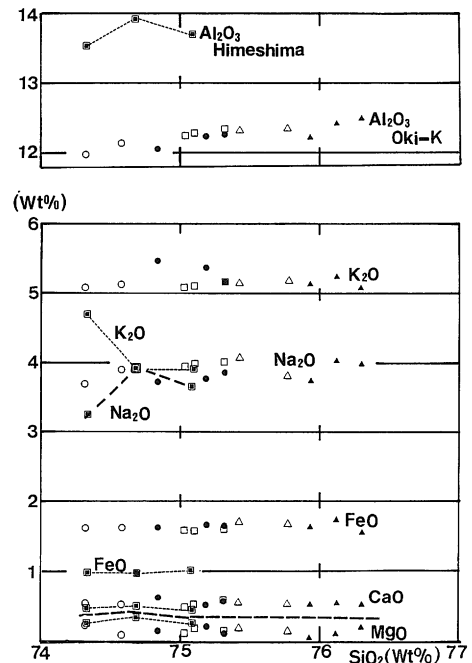 14
Al₂O₃
Himeshima
13
Al₂O₃
Oki-K
12
(Wt%)
6
K₂O
5
K₂O
4
Na₂O
Na₂O
3
2
FeO
FeO
1
CaO
MgO
74
75
76
77
SiO₂(Wt%)